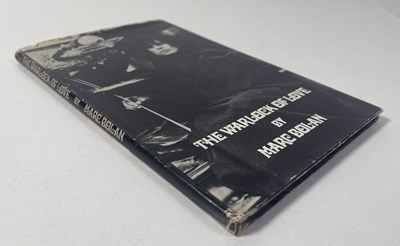 THE WARLOCK OF LOVE BY MARC BOLAN
THE WARLOCK OF LOVE
BY
MARC BOLAN